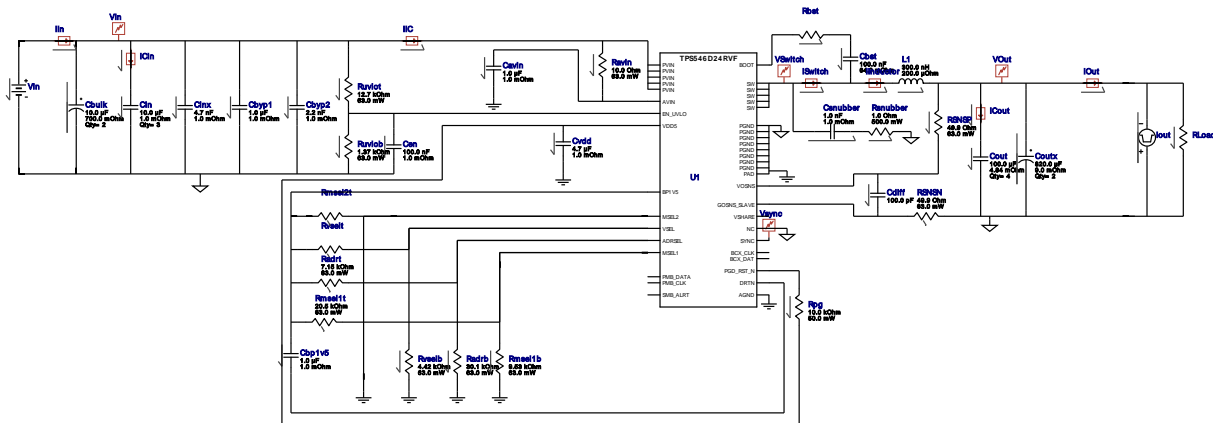 Rbst
Vin
Iin
IIC
Cavin
1.0 µF
1.0 mOhm
Ravin
10.0 Ohm
63.0 mW
TPS546D24RVF
Cbst
100.0 nF
VSwitch
ISwitch
L1
300.0 nH
200.0 µOhm
VOut
IOut
ICin
Vin
Cbulk
10.0 µF
700.0 mOhm
Qty= 2
Cin
10.0 µF
1.0 mOhm
Qty= 3
Cinx
4.7 nF
1.0 mOhm
Cbyp1
1.0 µF
1.0 mOhm
Cbyp2
2.2 nF
1.0 mOhm
Ruvlot
12.7 kOhm
63.0 mW
Ruvlob
1.37 kOhm
63.0 mW
Cen
100.0 nF
1.0 mOhm
Cvdd
4.7 µF
1.0 mOhm
PVIN
PVIN
PVIN
PVIN
PVIN
AVIN
EN_UVLO
VDD5
BP1V5
MSEL2
VSEL
ADRSEL
MSEL1
PMB_DATA
PMB_CLK
SMB_ALRT
U1
BOOT
SW
SW
SW
SW
SW
PGND
PGND
PGND
PGND
PGND
PGND
PGND
PGND
PAD
VOSNS
GOSNS_SLAVE
VSHARE
NC
SYNC
BCX_CLK
BCX_DAT
PGD_RST_N
DRTN
AGND
Csnubber
1.0 nF
1.0 mOhm
Rsnubber
1.0 Ohm
500.0 mW
RSNSP
49.9 Ohm
63.0 mW
ICout
Cout
100.0 µF
4.84 mOhm
Qty= 4
Coutx
820.0 µF
9.0 mOhm
Qty= 2
Iout
RLoad
Cdiff
100.0 pF
RSNSN
49.9 Ohm
63.0 mW
Vsync
Rpg
10.0 kOhm
50.0 mW
Rmsel2t
Rvselt
Radrt
7.15 kOhm
63.0 mW
Rmsel1t
20.5 kOhm
63.0 mW
Cbp1v5
1.0 µF
1.0 mOhm
Rvselb
4.42 kOhm
63.0 mW
Radrb
30.1 kOhm
63.0 mW
Rmsel1b
9.53 kOhm
63.0 mW